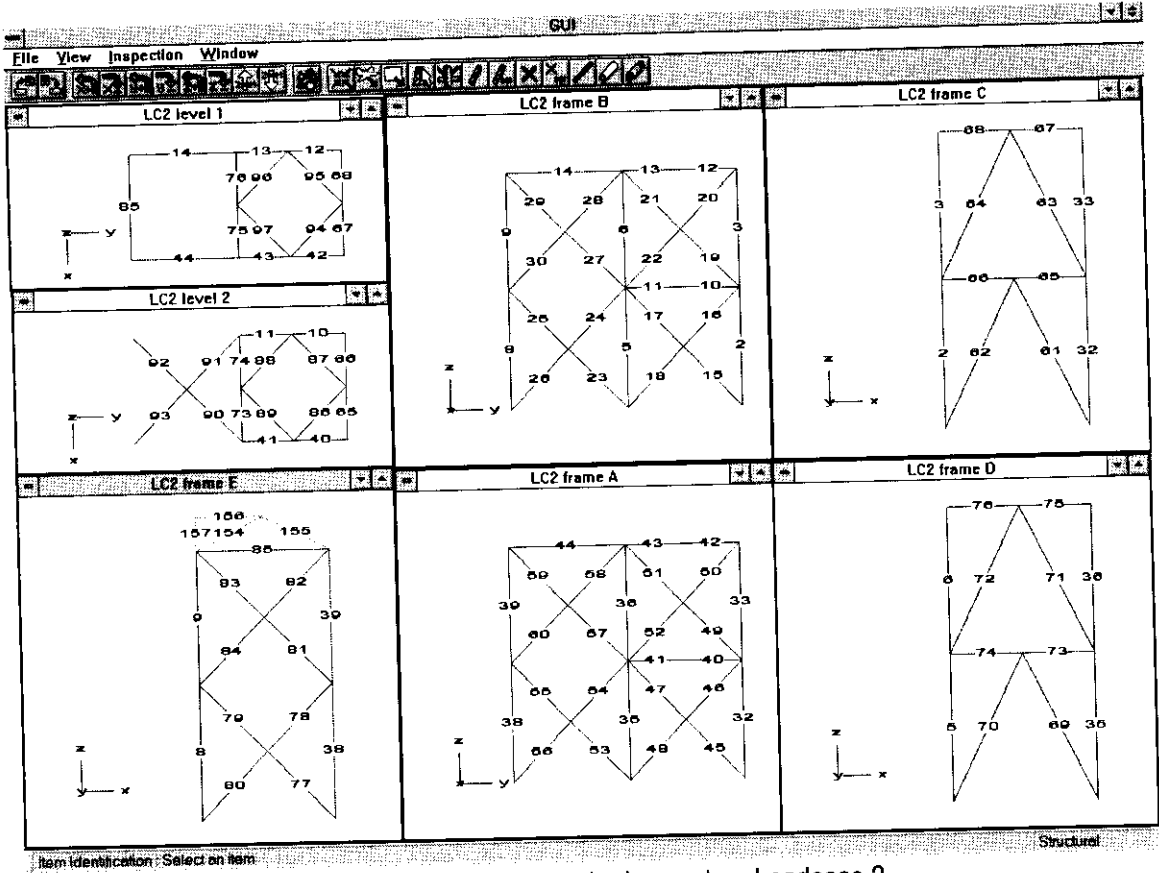 GUI
File View Inspection Window
LC2 level 1
14 13 12
76 96 95 68
85
75 97 94 67
44 43 42
z y
x
LC2 level 2
11 10
92 91 74 88 87 66
93 90 73 89 86 65
41 40
z y
x
LC2 frame B
14 13 12
29 28 21 20
9 6 3
30 27 22 19
11 10
25 24 17 16
8 5 2
26 23 18 15
z
x y
LC2 frame C
68 67
3 64 63 33
66 65
2 62 61 32
z
y x
LC2 frame E
156
157 154 155
85
83 82
9 39
84 81
79 78
8 38
80 77
z
y x
LC2 frame A
44 43 42
59 58 51 50
39 36 33
60 57 52 49
41 40
55 54 47 46
38 35 32
56 53 48 45
z
x y
LC2 frame D
76 75
6 72 71 36
74 73
5 70 69 35
z
y x
Item Identification : Select an item
Structural